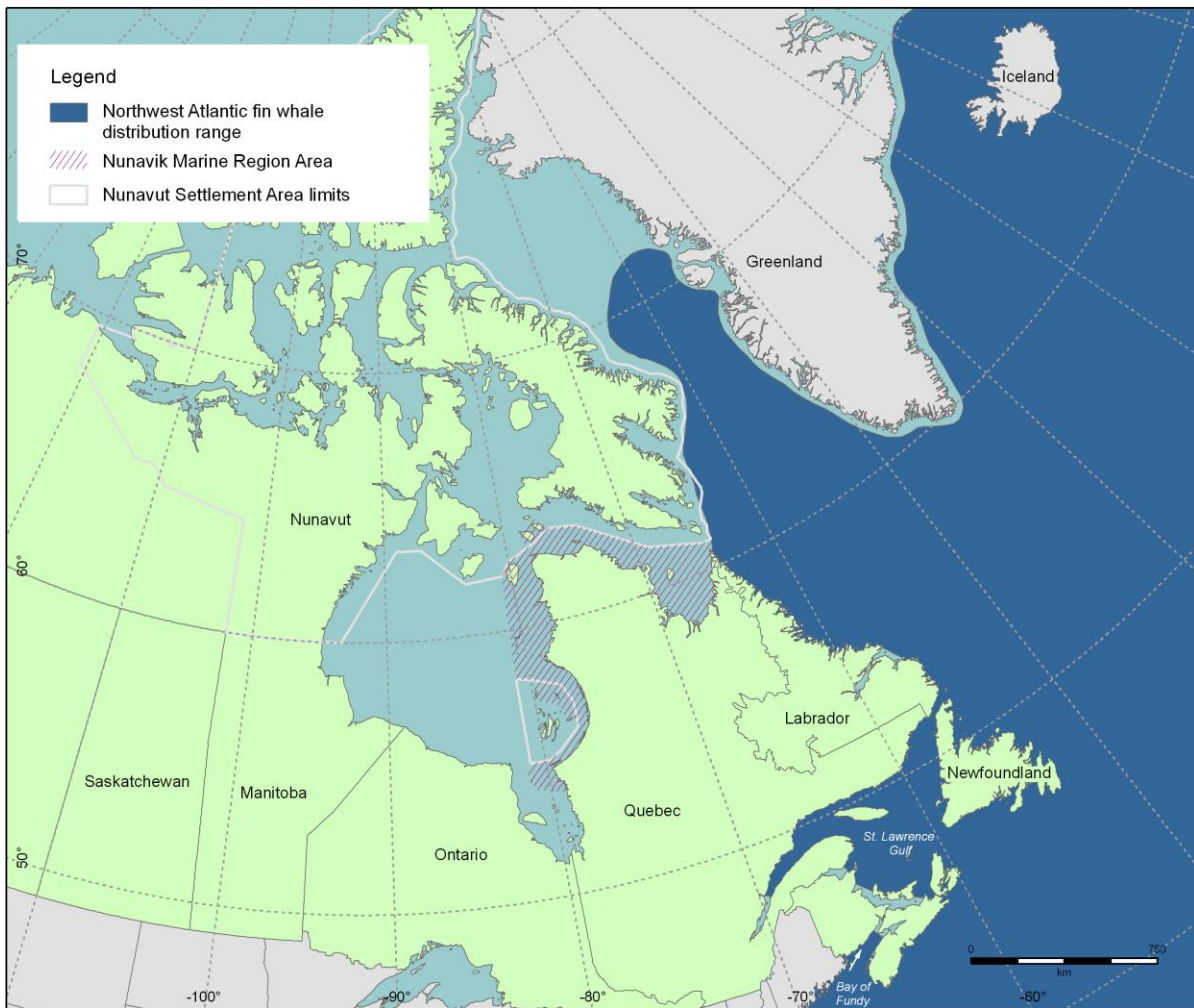 Legend
Northwest Atlantic fin whale
distribution range
Nunavik Marine Region Area
Nunavut Settlement Area limits
Iceland
Greenland
70°
Nunavut
60°
Labrador
Newfoundland
Saskatchewan
Manitoba
Quebec
St. Lawrence
Gulf
Ontario
50°
0 750
km
Bay of
Fundy
-100° -90° -80° -70° -60°